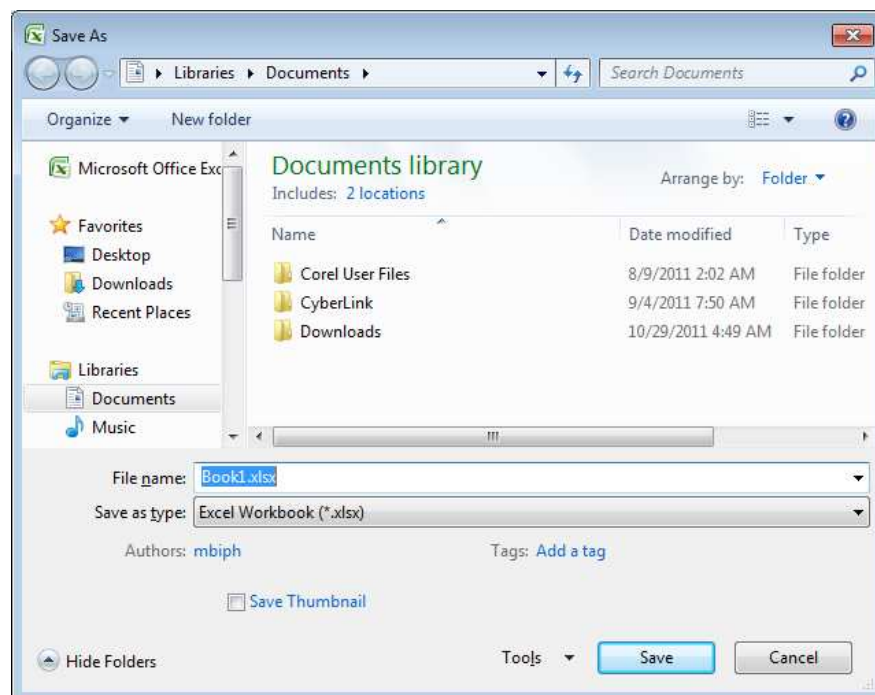 Save As
Libraries Documents
Search Documents
Organize New folder
Microsoft Office Exc
Favorites
Desktop
Downloads
Recent Places
Libraries
Documents
Music
Documents library
Includes: 2 locations
Arrange by: Folder
Name Date modified Type
Corel User Files 8/9/2011 2:02 AM File folder
CyberLink 9/4/2011 7:50 AM File folder
Downloads 10/29/2011 4:49 AM File folder
File name: Book1.xlsx
Save as type: Excel Workbook (*.xlsx)
Authors: mbiph Tags: Add a tag
Save Thumbnail
Hide Folders Tools Save Cancel